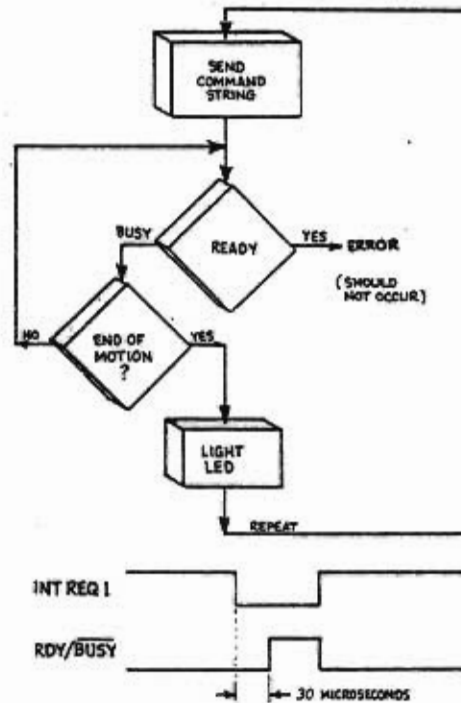 SEND
COMMAND
STRING
READY
BUSY
YES
ERROR
(SHOULD
NOT OCCUR)
END OF
MOTION
?
NO
YES
LIGHT
LED
REPEAT
INT REQ 1
RDY/BUSY
30 MICROSECONDS